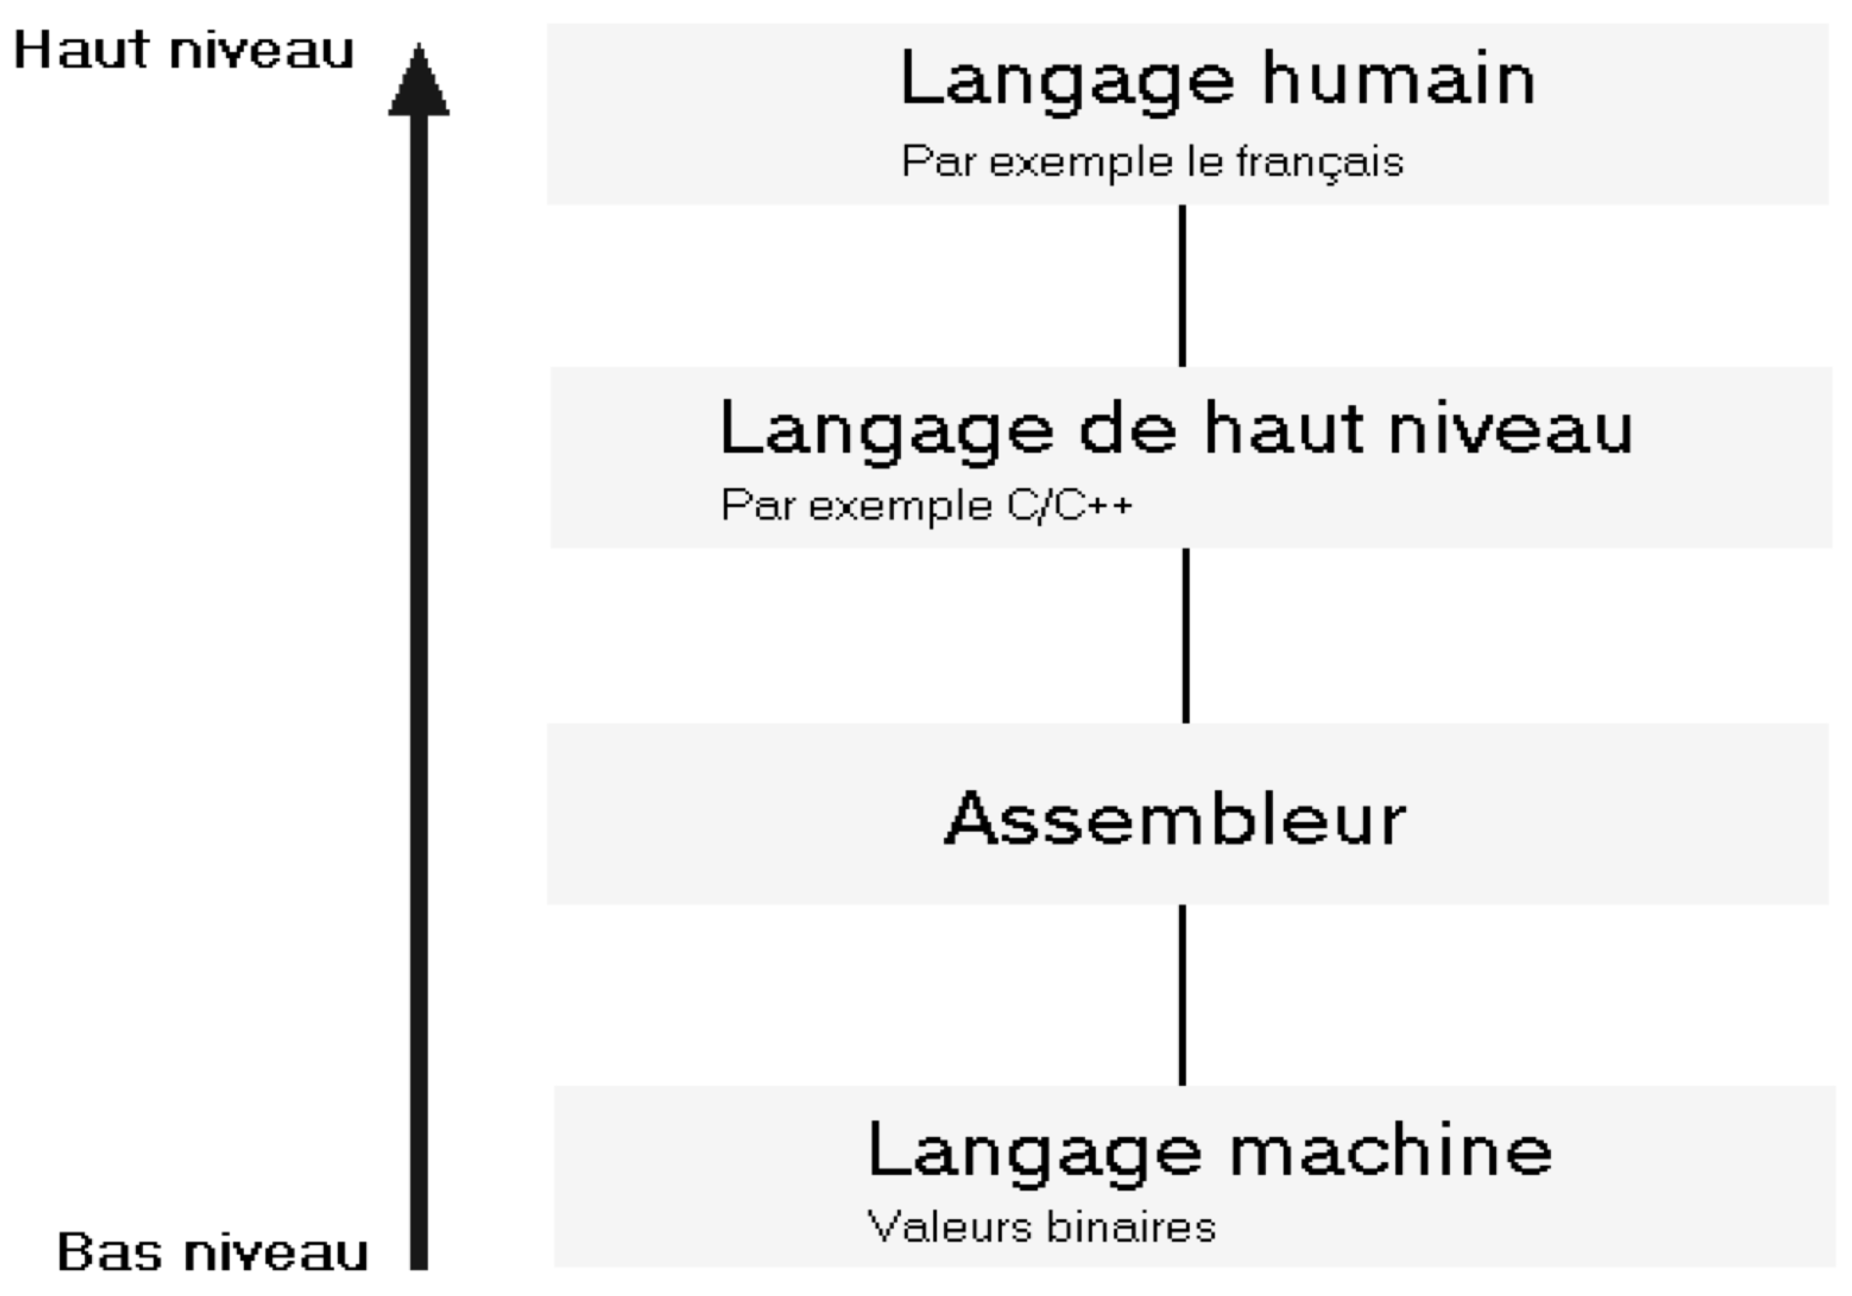 Haut niveau
Langage humain
Par exemple le français
Langage de haut niveau
Par exemple C/C++
Assembleur
Langage machine
Valeurs binaires
Bas niveau